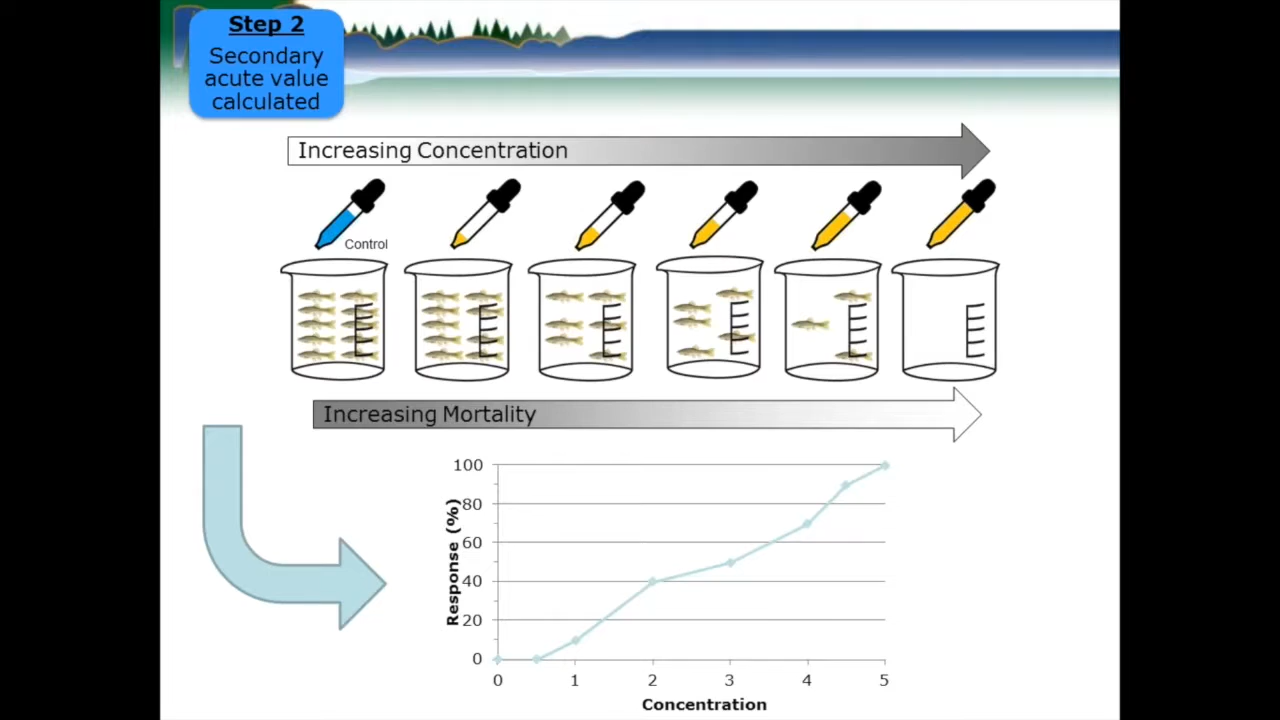 Step 2
Secondary
acute value
calculated
Increasing Concentration
Control
Increasing Mortality
100
80
60
40
20
0
Response (%)
0 1 2 3 4 5
Concentration